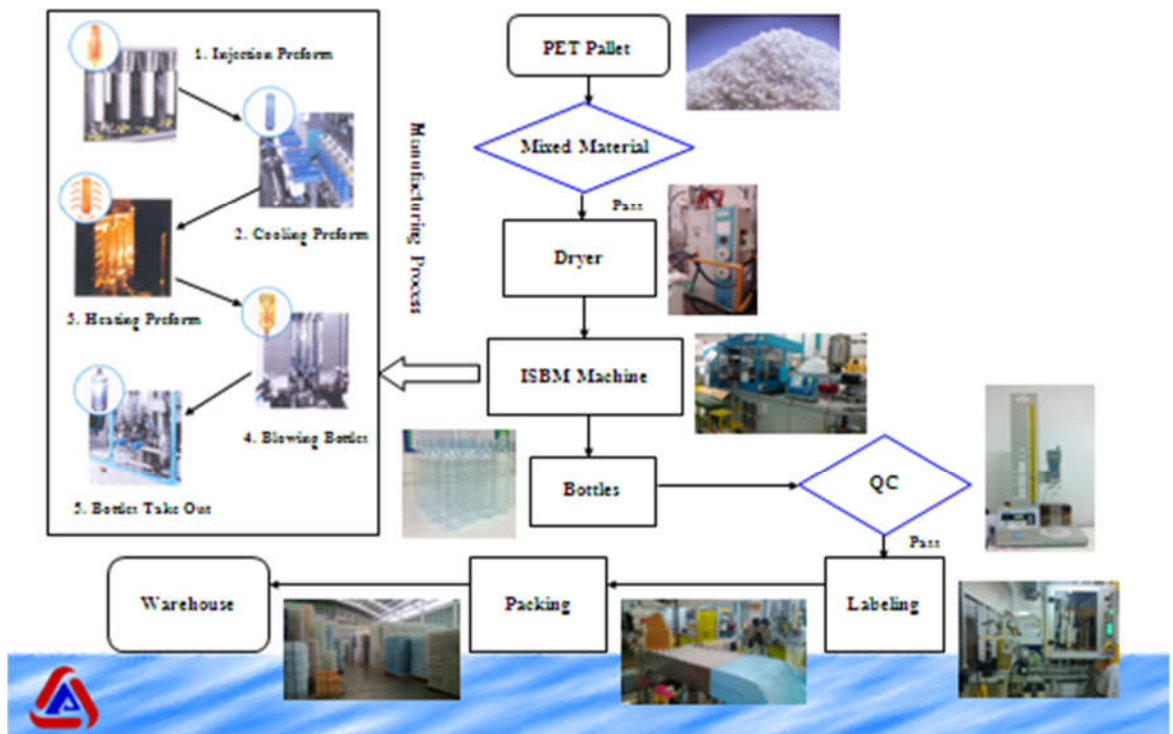 1. Injection Preform
2. Cooling Preform
3. Heating Preform
4. Blowing Bottles
5. Bottles Take Out
Manufacturing Process
PET Pallet
Mixed Material
Pass
Dryer
ISBM Machine
Bottles
QC
Pass
Labeling
Packing
Warehouse